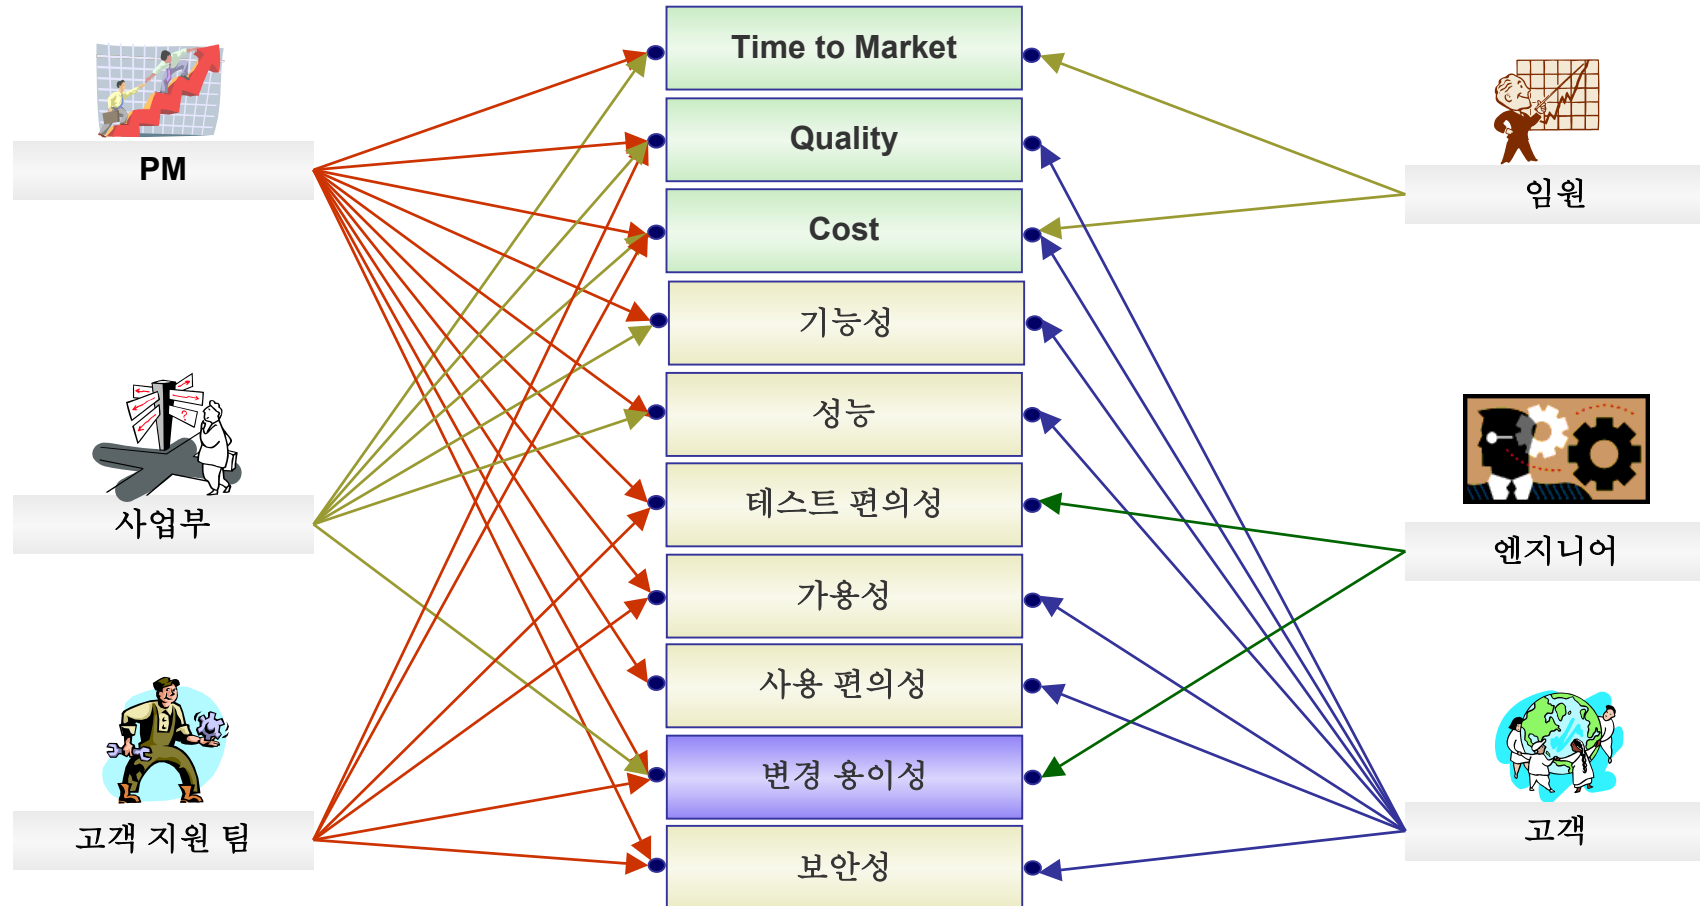 PM
사업부
고객 지원 팀
Time to Market
Quality
Cost
기능성
성능
테스트 편의성
가용성
사용 편의성
변경 용이성
보안성
임원
엔지니어
고객